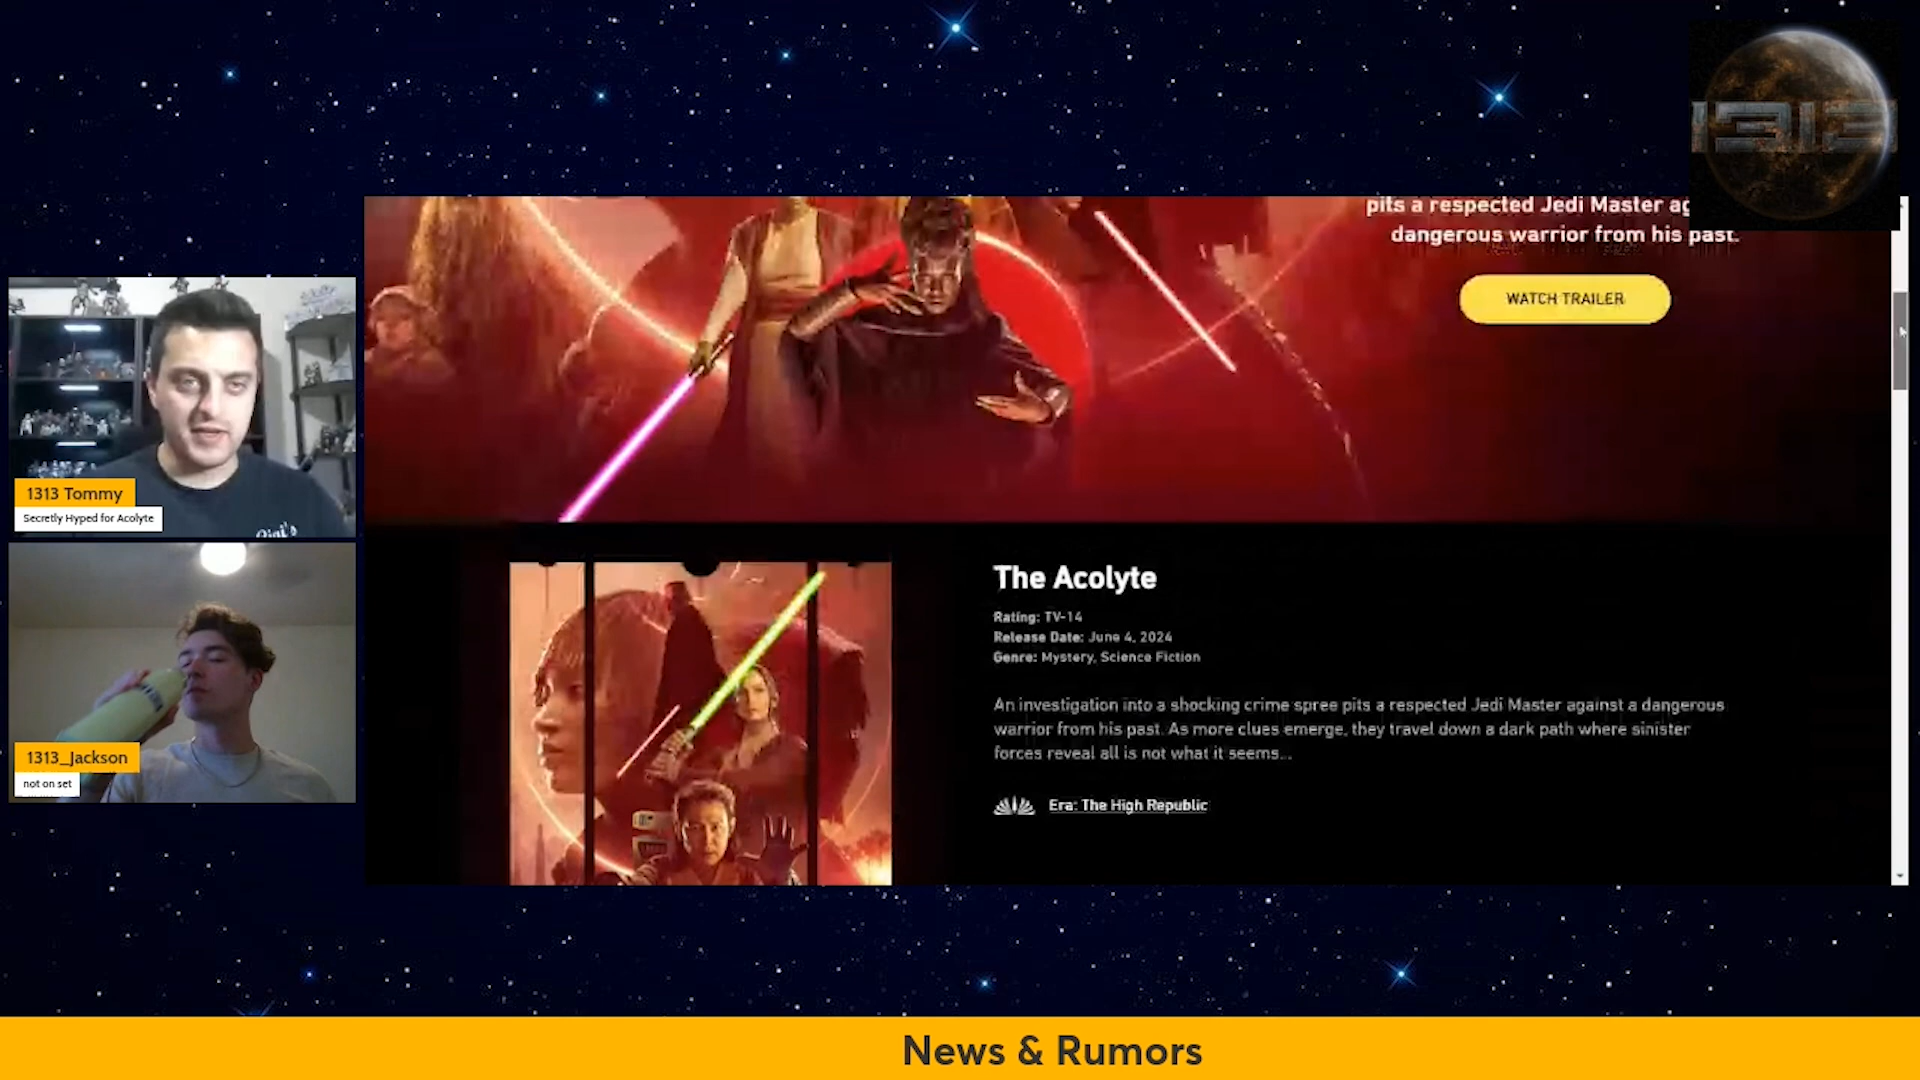 1313
pits a respected Jedi Master
dangerous warrior from his past.
WATCH TRAILER
1313 Tommy
Secretly Hyped for Acolyte
1313_Jackson
not on set
The Acolyte
Rating: TV-14
Release Date: June 4, 2024
Genre: Mystery, Science Fiction
An investigation into a shocking crime spree pits a respected Jedi Master against a dangerous
warrior from his past. As more clues emerge, they travel down a dark path where sinister
forces reveal all is not what it seems...
Era: The High Republic
News & Rumors